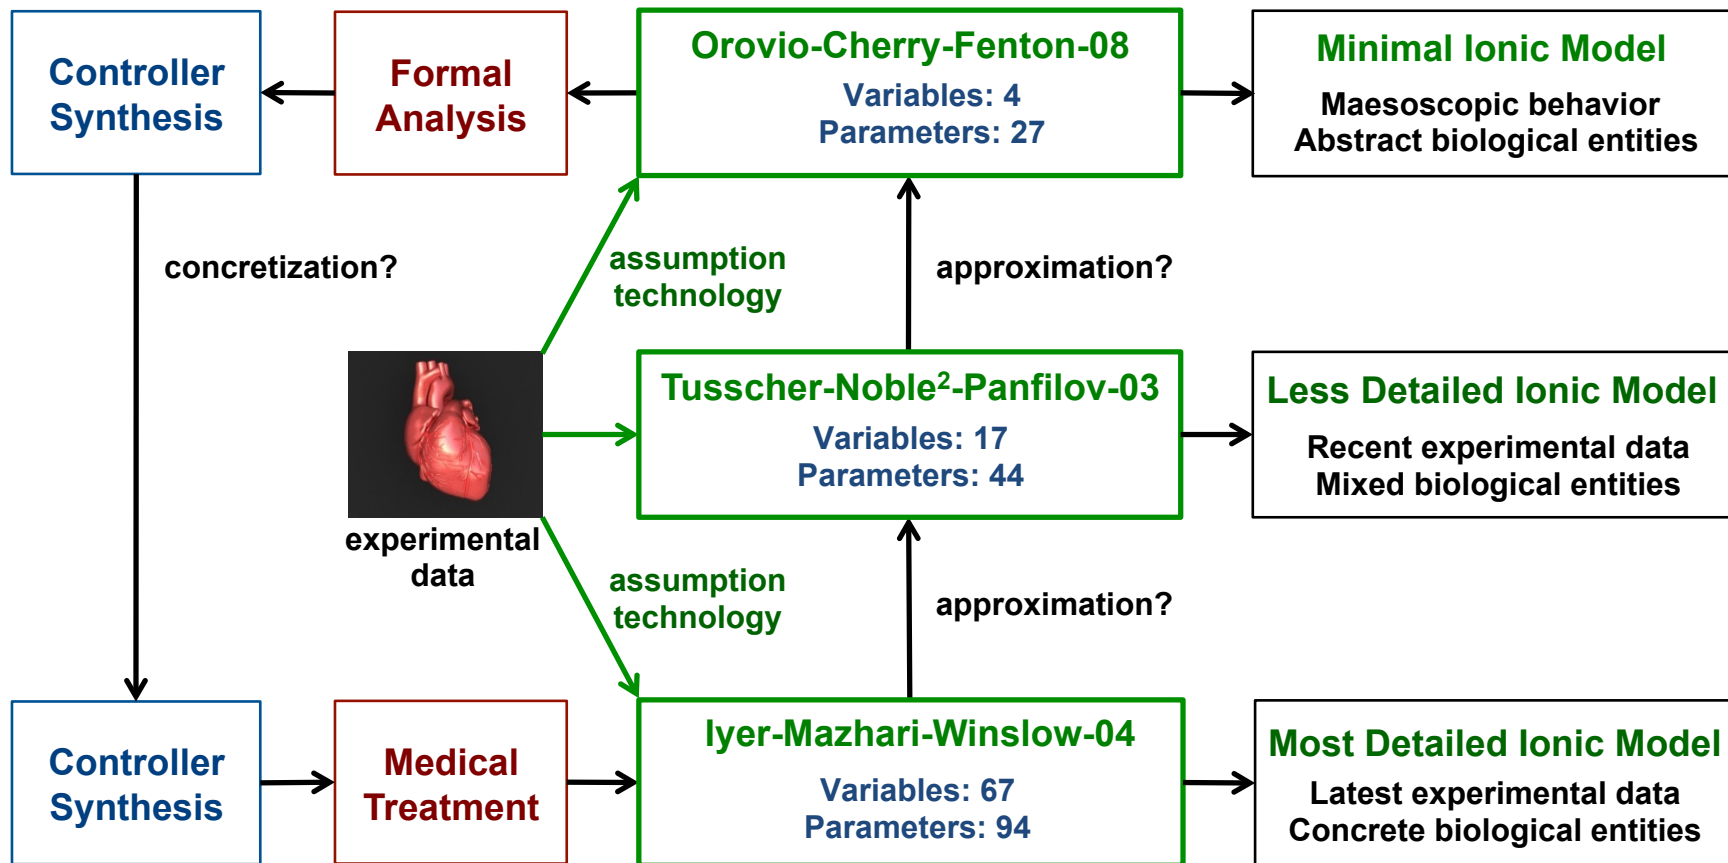 Controller
Synthesis
Formal
Analysis
Orovio-Cherry-Fenton-08
Variables: 4
Parameters: 27
Minimal Ionic Model
Maesoscopic behavior
Abstract biological entities
concretization?
assumption
technology
approximation?
experimental
data
Tusscher-Noble²-Panfilov-03
Variables: 17
Parameters: 44
Less Detailed Ionic Model
Recent experimental data
Mixed biological entities
assumption
technology
approximation?
Controller
Synthesis
Medical
Treatment
Iyer-Mazhari-Winslow-04
Variables: 67
Parameters: 94
Most Detailed Ionic Model
Latest experimental data
Concrete biological entities